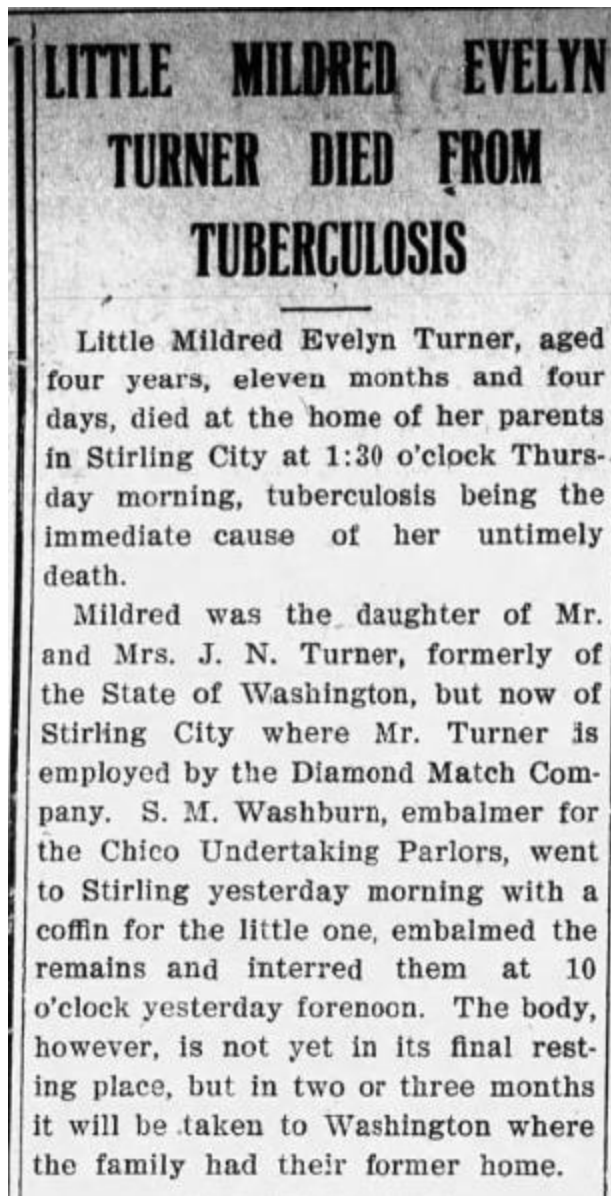 LITTLE MILDRED EVELYN
TURNER DIED FROM
TUBERCULOSIS
Little Mildred Evelyn Turner, aged
four years, eleven months and four
days, died at the home of her parents
in Stirling City at 1:30 o'clock Thurs-
day morning, tuberculosis being the
immediate cause of her untimely
death.
Mildred was the daughter of Mr.
and Mrs. J. N. Turner, formerly of
the State of Washington, but now of
Stirling City where Mr. Turner is
employed by the Diamond Match Com-
pany. S. M. Washburn, embalmer for
the Chico Undertaking Parlors, went
to Stirling yesterday morning with a
coffin for the little one, embalmed the
remains and interred them at 10
o'clock yesterday forenoon. The body,
however, is not yet in its final rest-
ing place, but in two or three months
it will be taken to Washington where
the family had their former home.